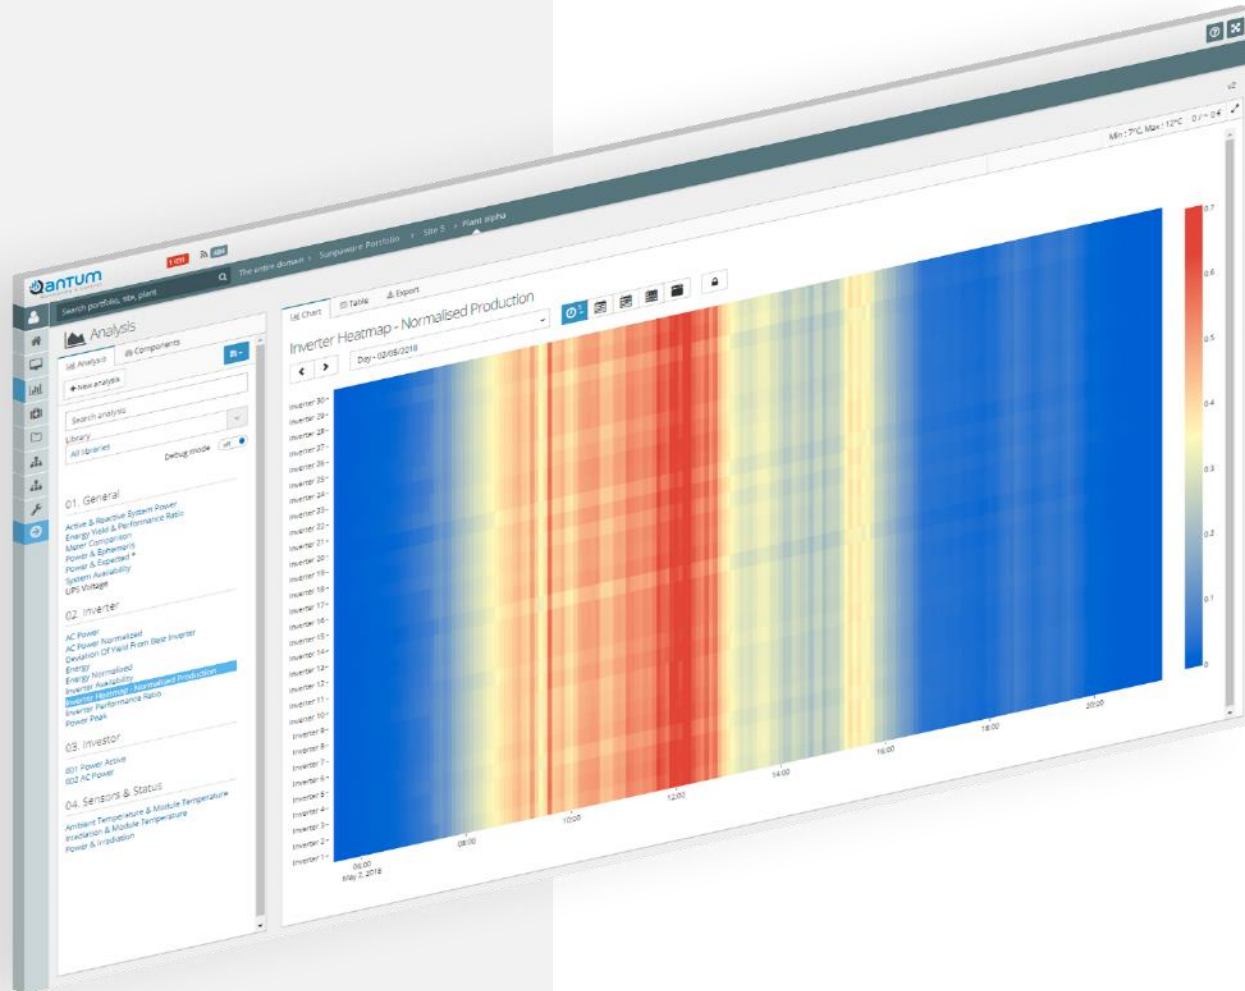 v2
Min : 7°C, Max : 12°C
QANTUM
484
Search portfolio, site, plant
The entire domain > Sunpaware Portfolio > Site 5 > Plant alpha
Analysis
Analysis
Components
+ New analysis
Search analysis
Library
All libraries
Debug mode
off
01. General
Active & Reactive System Power
Energy Yield & Performance Ratio
Meter Comparison
Power & Ephemeris
Power & Expected *
System Availability
UPS Voltage
02. Inverter
AC Power
AC Power Normalized
Deviation Of Yield From Best Inverter
Energy
Energy Normalised
Inverter Availability
Inverter Heatmap - Normalised Production
Inverter Performance Ratio
Power Peak
03. Investor
001 Power Active
002 AC Power
04. Sensors & Status
Ambient Temperature & Module Temperature
Irradiation & Module Temperature
Power & Irradiation
Chart
Table
Export
Inverter Heatmap - Normalised Production
Day - 02/05/2018
Inverter 30
Inverter 29
Inverter 28
Inverter 27
Inverter 26
Inverter 25
Inverter 24
Inverter 23
Inverter 22
Inverter 21
Inverter 20
Inverter 19
Inverter 18
Inverter 17
Inverter 16
Inverter 15
Inverter 14
Inverter 13
Inverter 12
Inverter 11
Inverter 10
Inverter 9
Inverter 8
Inverter 7
Inverter 6
Inverter 5
Inverter 4
Inverter 3
Inverter 2
Inverter 1
06:00
May 2, 2018
08:00
10:00
12:00
14:00
16:00
18:00
20:00
0.7
0.6
0.5
0.4
0.3
0.2
0.1
0